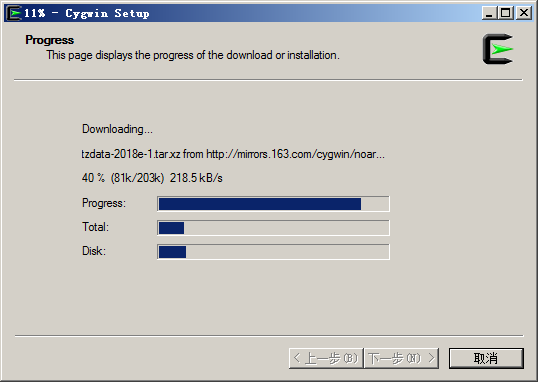 11% - Cygwin Setup
Progress
This page displays the progress of the download or installation.
Downloading...
tzdata-2018e-1.tar.xz from http://mirrors.163.com/cygwin/noar...
40 % (81k/203k) 218.5 kB/s
Progress:
Total:
Disk:
< 上一步(B) 下一步(N) > 取消